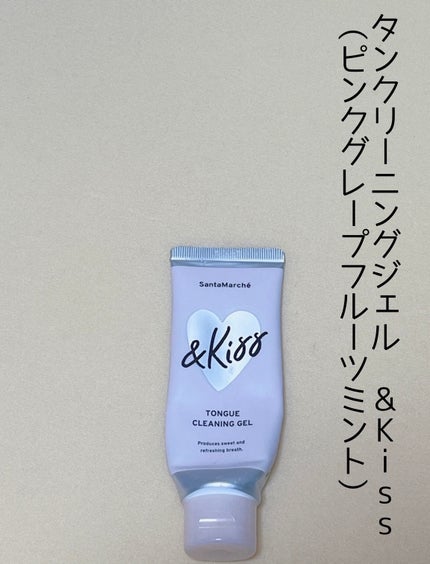 タンクリーニングジェル &Kiss
(ピンクグレープフルーツミント)
SantaMarché
&Kiss
TONGUE
CLEANING GEL
Produces sweet and
refreshing breath.